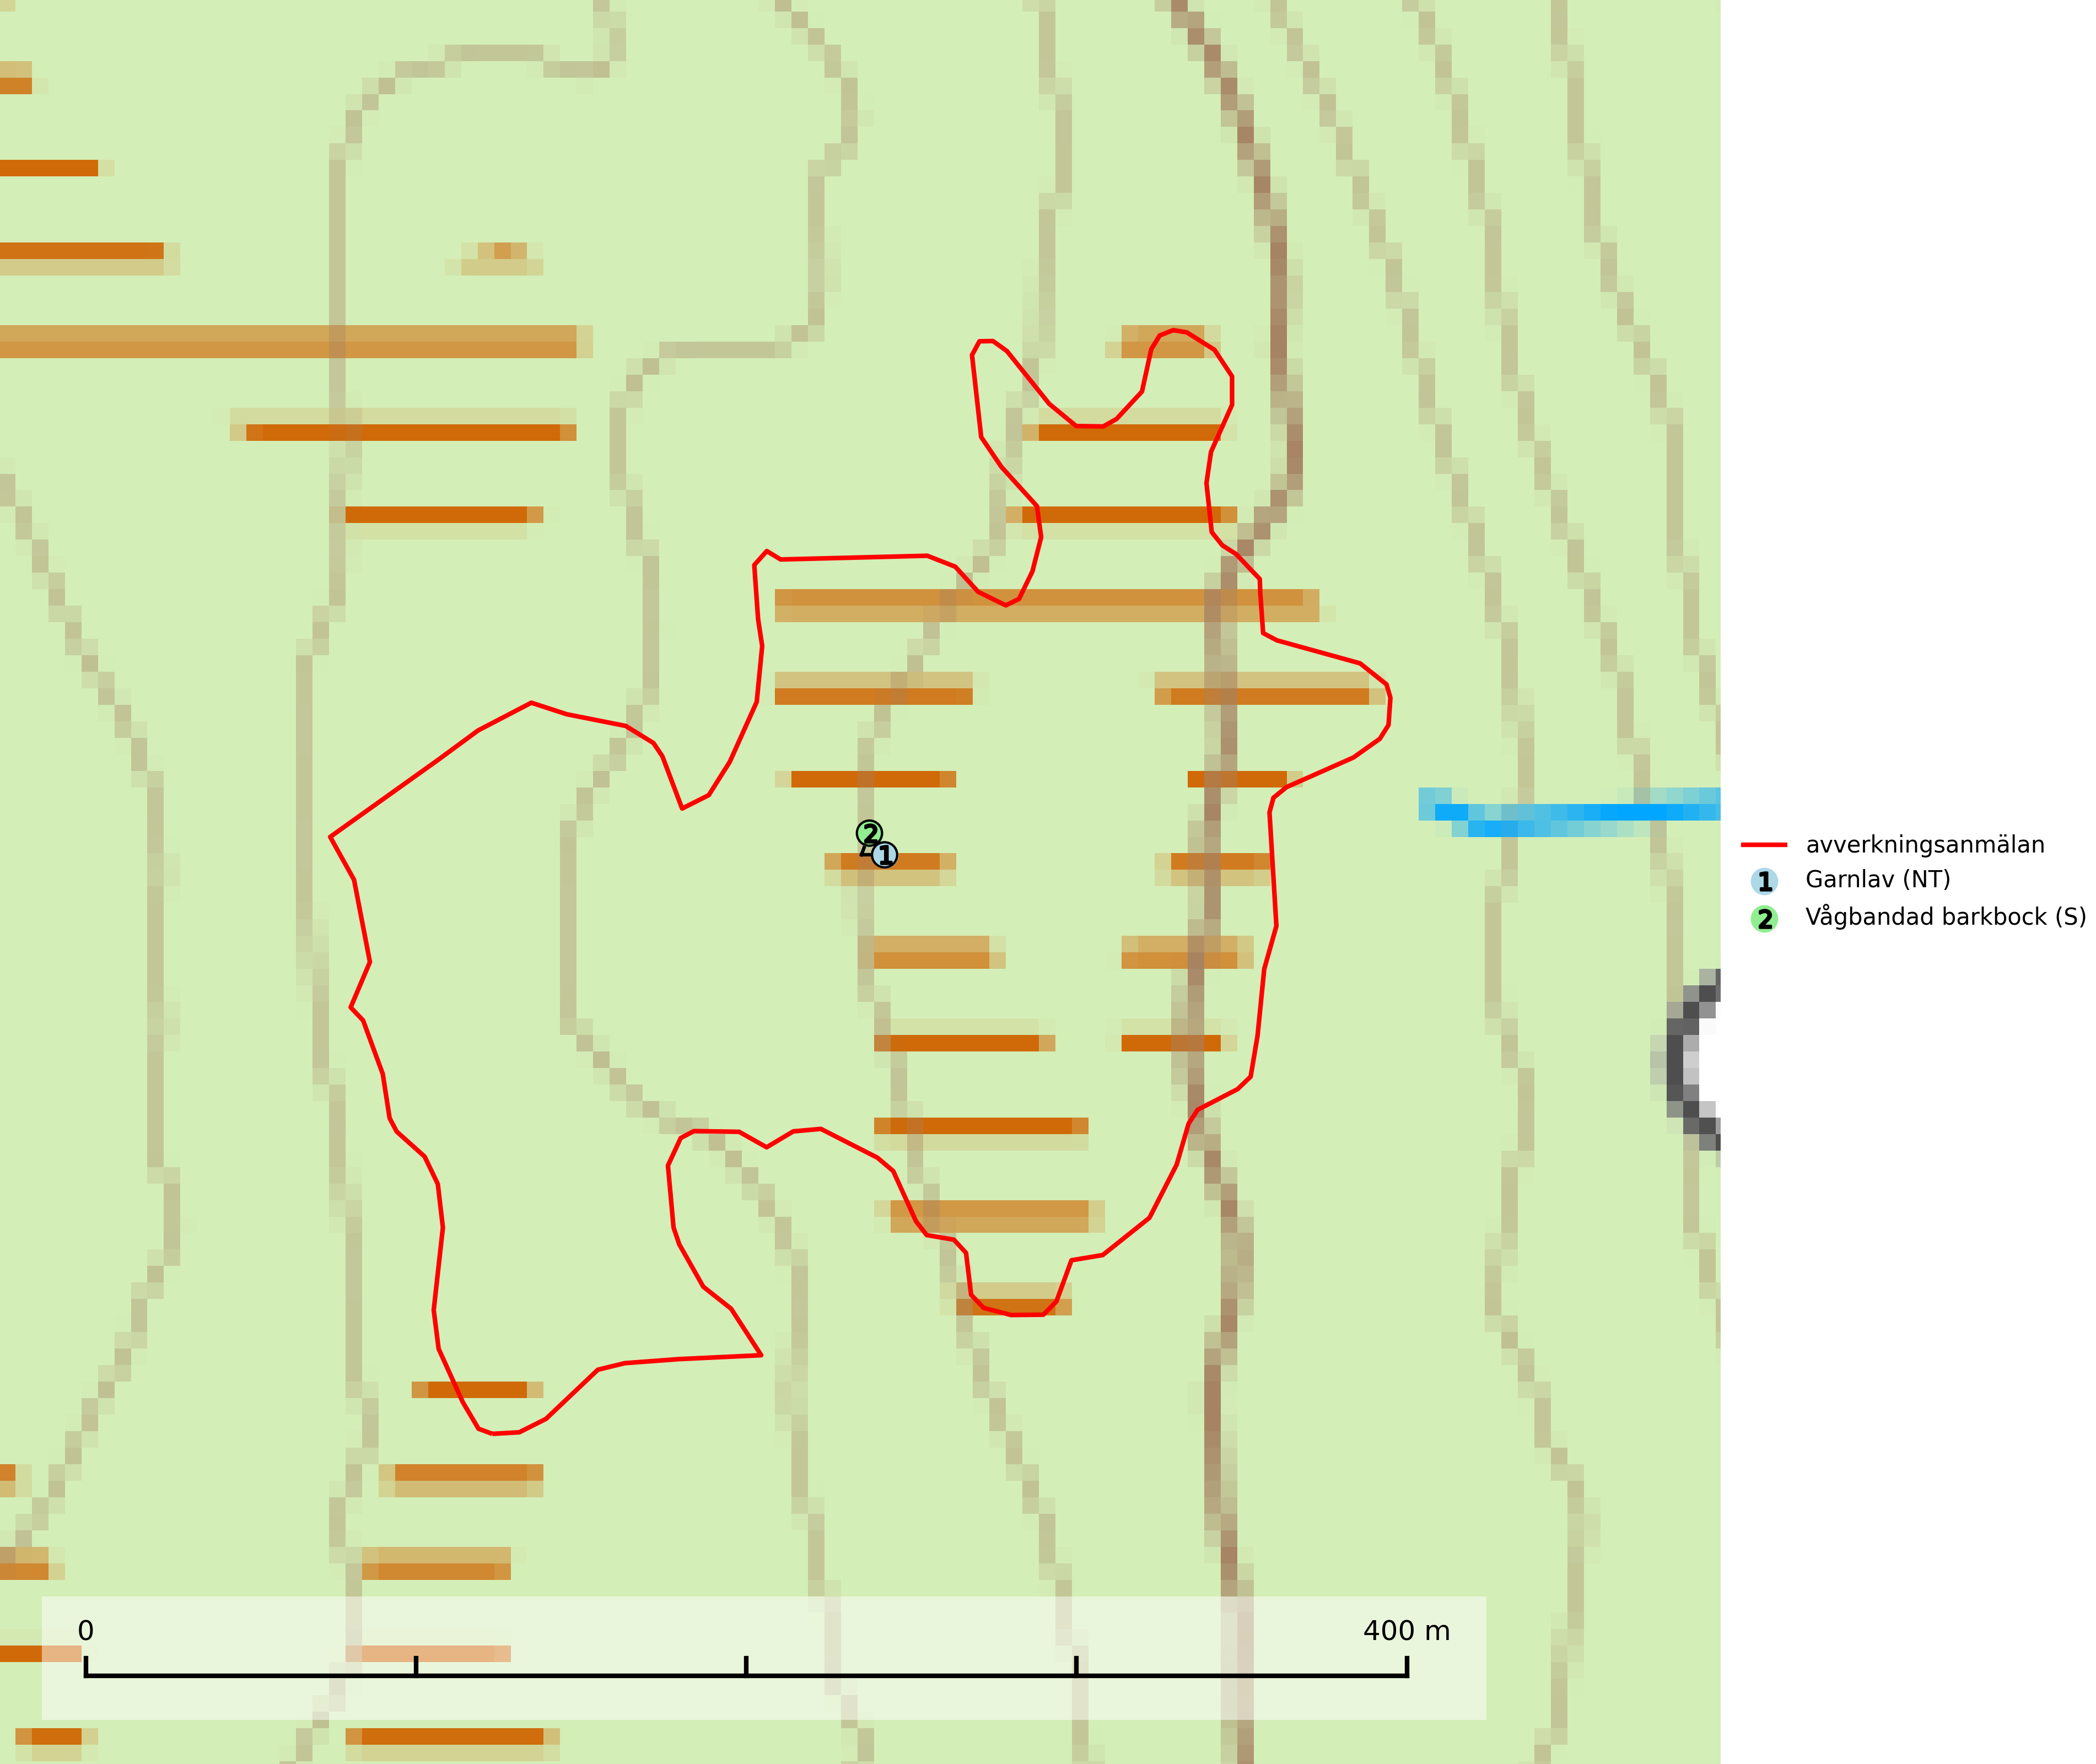 2
1
avverkningsanmälan
1 Garnlav (NT)
2 Vågbandad barkbock (S)
0 400 m